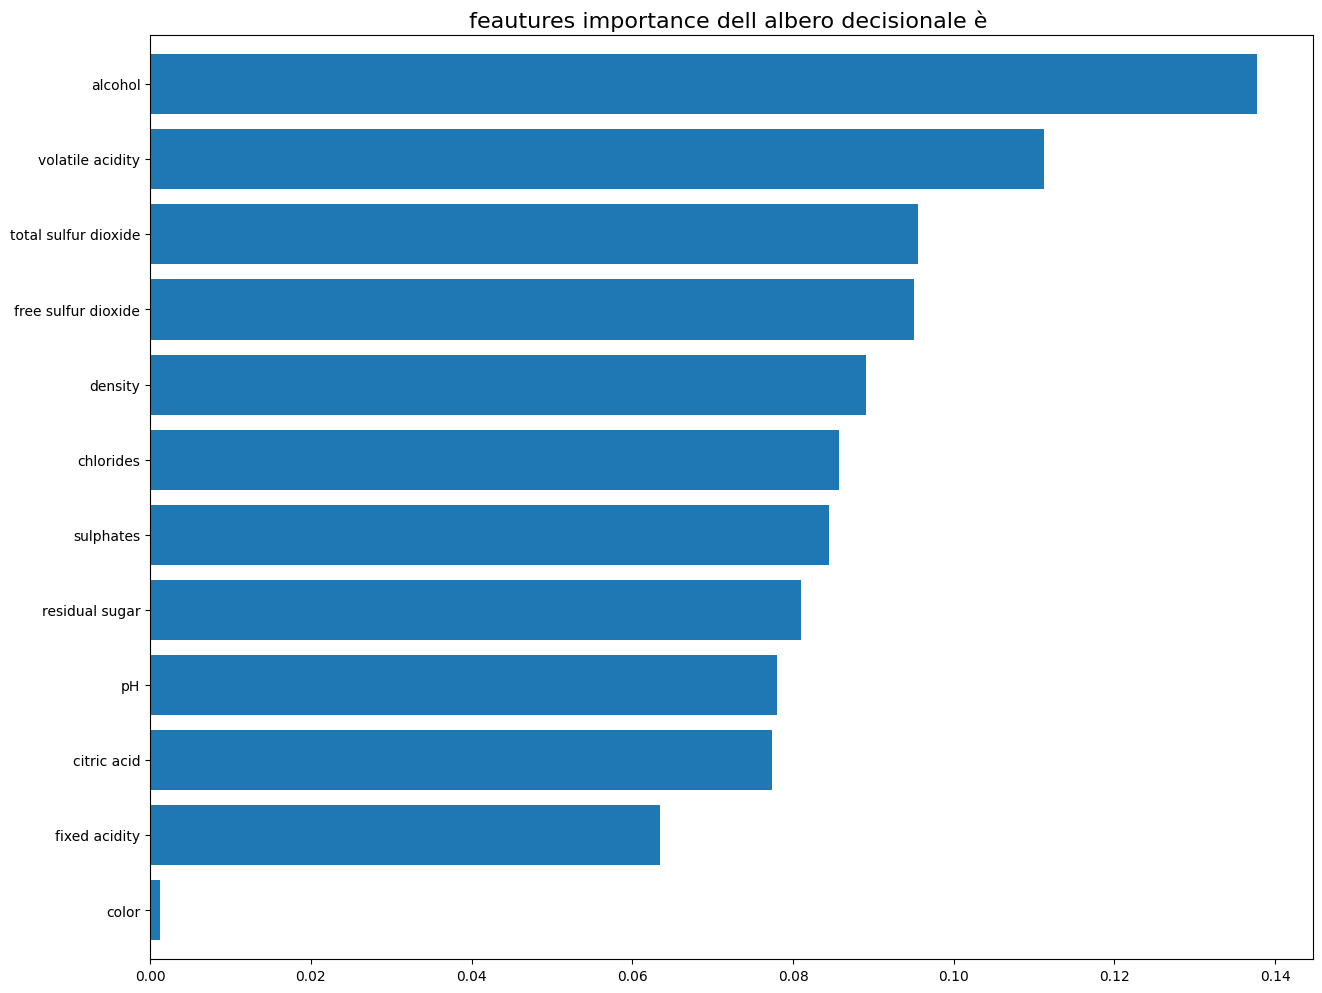 feautures importance dell albero decisionale è
alcohol
volatile acidity
total sulfur dioxide
free sulfur dioxide
density
chlorides
sulphates
residual sugar
pH
citric acid
fixed acidity
color
0.00 0.02 0.04 0.06 0.08 0.10 0.12 0.14